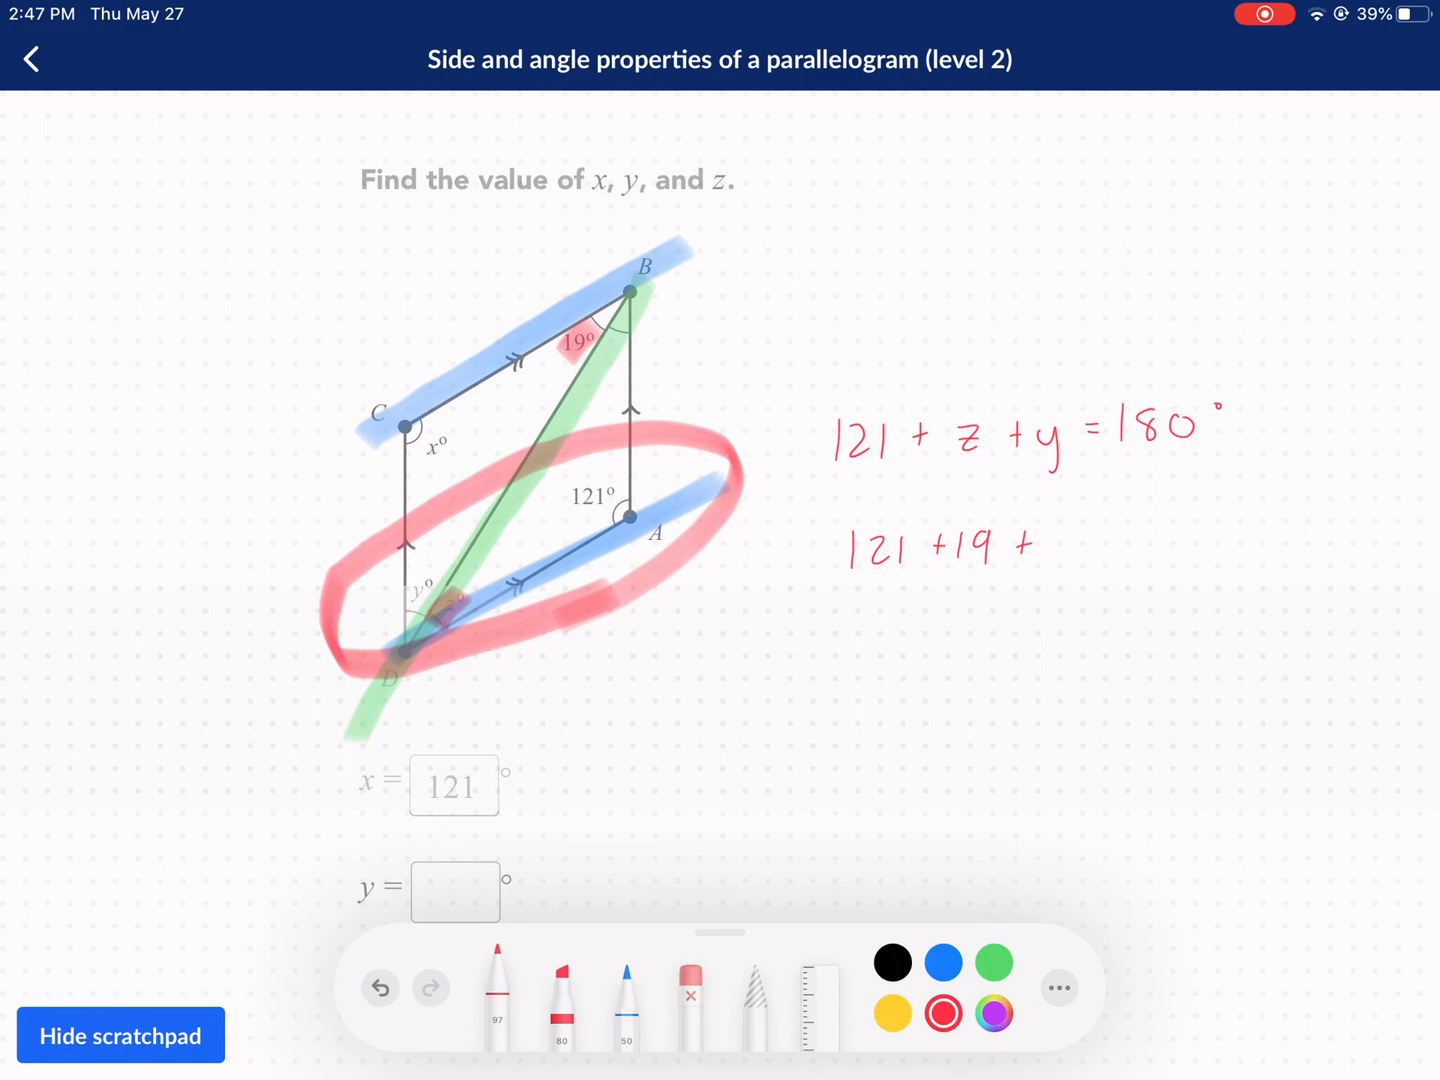 2:47 PM Thu May 27
39%
Side and angle properties of a parallelogram (level 2)
Find the value of x, y, and z.
B
19°
C
x°
121°
A
y°
z°
D
121 + z + y = 180°
121 + 19 +
x = 121 °
y = °
97
80
50
Hide scratchpad